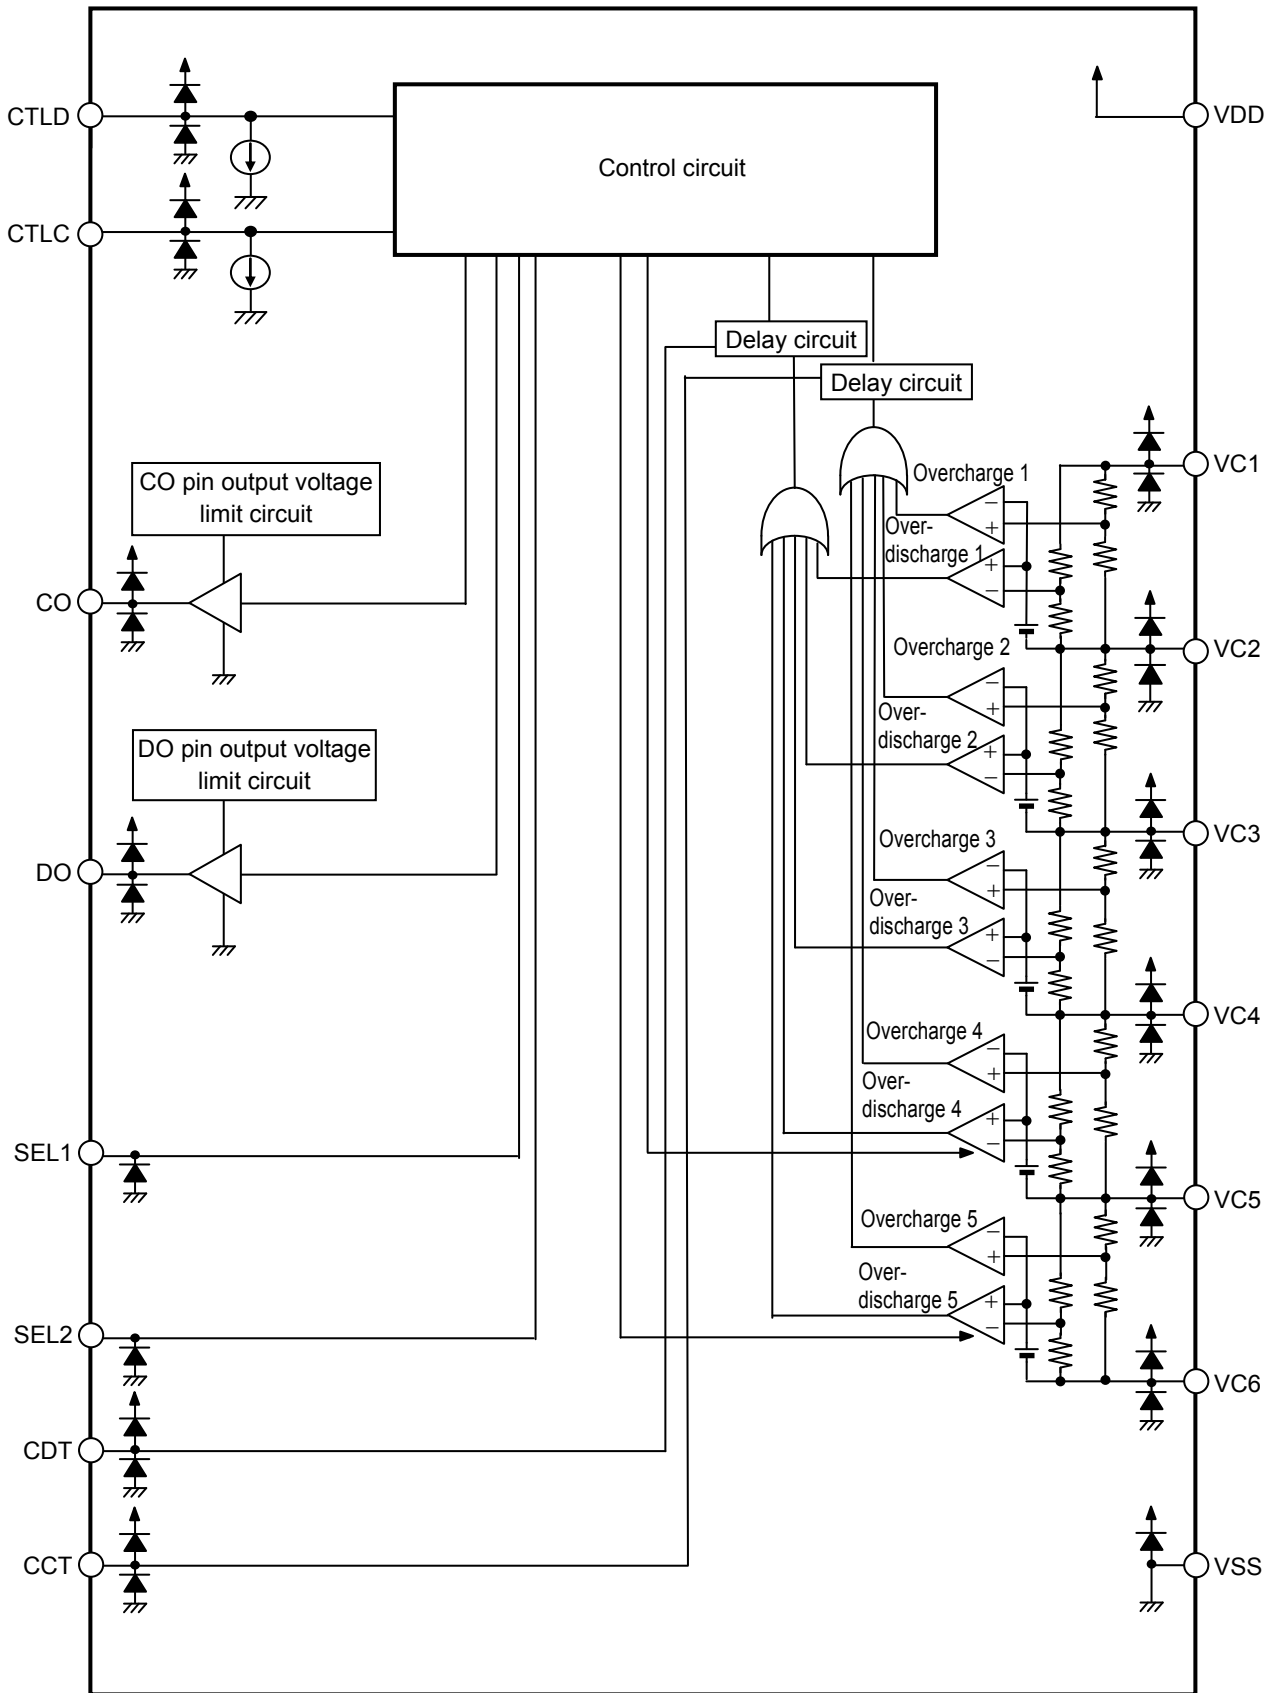 CTLD
VDD
Control circuit
CTLC
Delay circuit
Delay circuit
VC1
CO pin output voltage
limit circuit
Overcharge 1
−
+
Over-
discharge 1
+
−
CO
Overcharge 2
VC2
−
+
Over-
discharge 2
+
−
DO pin output voltage
limit circuit
VC3
DO
Overcharge 3
−
+
Over-
discharge 3
+
−
VC4
Overcharge 4
−
+
Over-
discharge 4
+
−
SEL1
VC5
Overcharge 5
−
+
Over-
discharge 5
+
−
SEL2
VC6
CDT
CCT
VSS